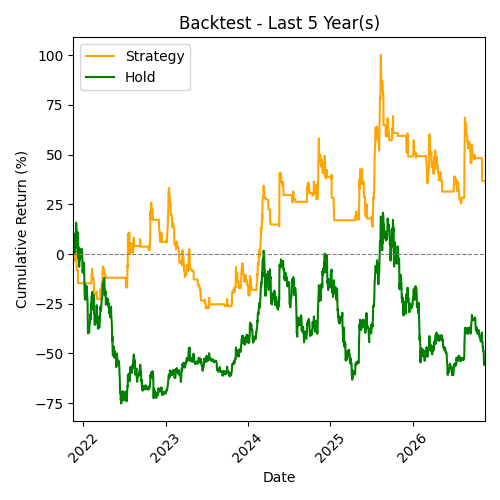 Backtest - Last 5 Year(s)
Strategy
Hold
Cumulative Return (%)
100
75
50
25
0
−25
−50
−75
2022
2023
2024
2025
2026
Date